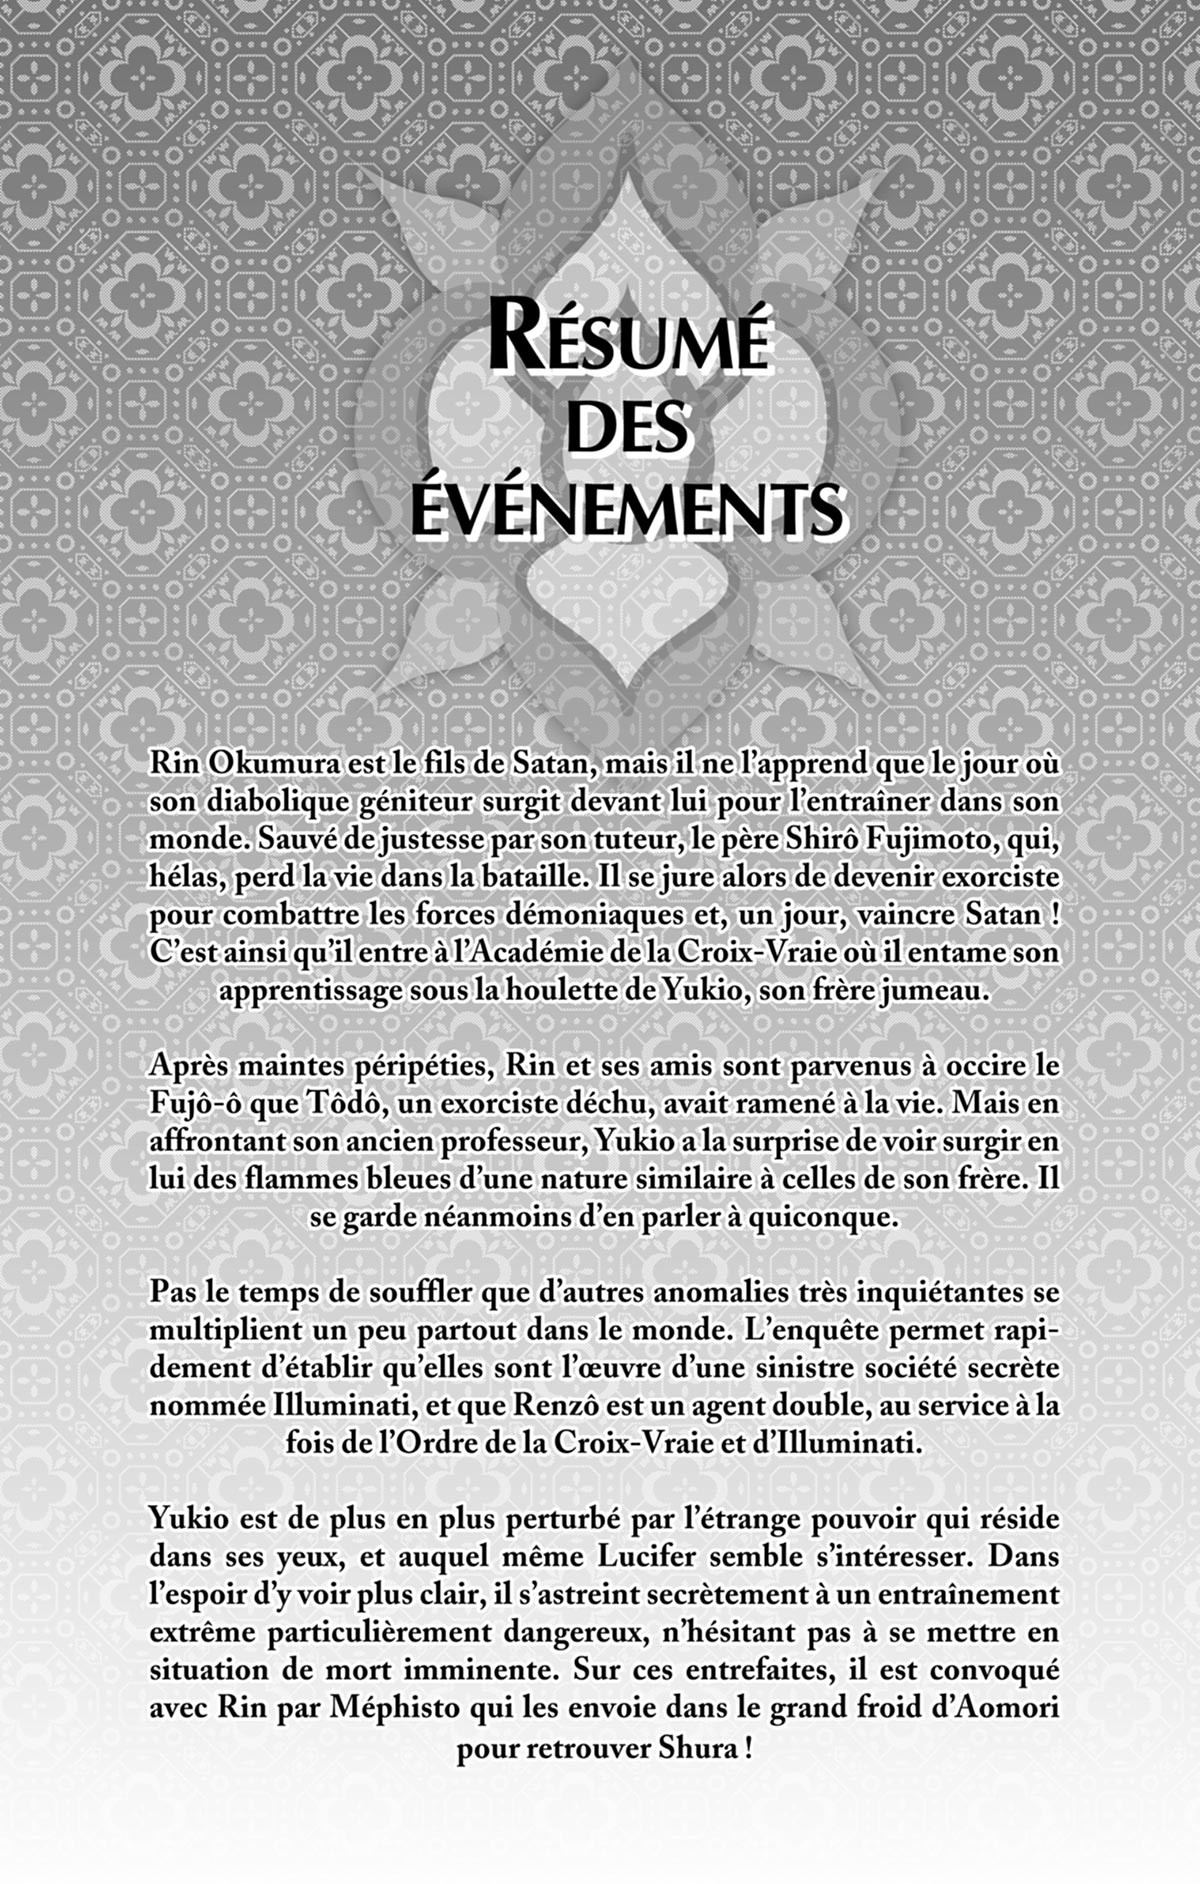 RÉSUMÉ
DES
ÉVÉNEMENTS
Rin Okumura est le fils de Satan, mais il ne l'apprend que le jour où
son diabolique géniteur surgit devant lui pour l'entraîner dans son
monde. Sauvé de justesse par son tuteur, le père Shirô Fujimoto, qui,
hélas, perd la vie dans la bataille. Il se jure alors de devenir exorciste
pour combattre les forces démoniaques et, un jour, vaincre Satan !
C'est ainsi qu'il entre à l'Académie de la Croix-Vraie où il entame son
apprentissage sous la houlette de Yukio, son frère jumeau.
Après maintes péripéties, Rin et ses amis sont parvenus à occire le
Fujô-ô que Tôdô, un exorciste déchu, avait ramené à la vie. Mais en
affrontant son ancien professeur, Yukio a la surprise de voir surgir en
lui des flammes bleues d'une nature similaire à celles de son frère. Il
se garde néanmoins d'en parler à quiconque.
Pas le temps de souffler que d'autres anomalies très inquiétantes se
multiplient un peu partout dans le monde. L'enquête permet rapi-
dement d'établir qu'elles sont l'œuvre d'une sinistre société secrète
nommée Illuminati, et que Renzô est un agent double, au service à la
fois de l'Ordre de la Croix-Vraie et d'Illuminati.
Yukio est de plus en plus perturbé par l'étrange pouvoir qui réside
dans ses yeux, et auquel même Lucifer semble s'intéresser. Dans
l'espoir d'y voir plus clair, il s'astreint secrètement à un entraînement
extrême particulièrement dangereux, n'hésitant pas à se mettre en
situation de mort imminente. Sur ces entrefaites, il est convoqué
avec Rin par Méphisto qui les envoie dans le grand froid d'Aomori
pour retrouver Shura !